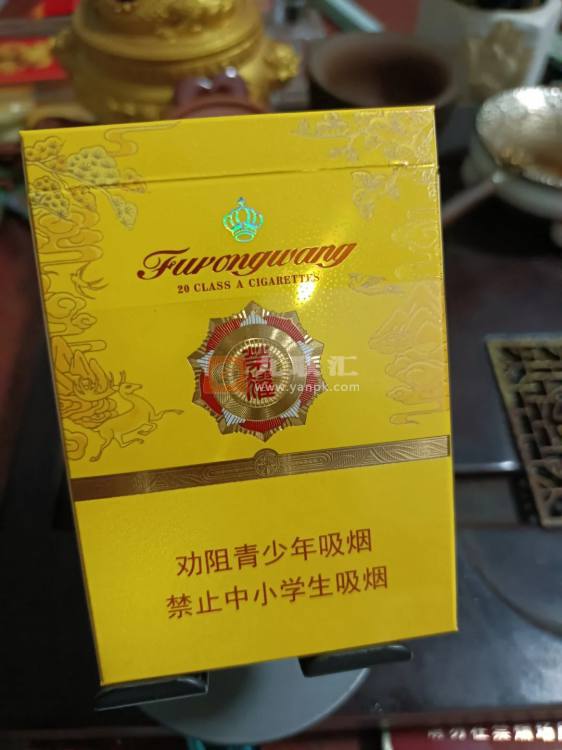 Furongwang
20 CLASS A CIGARETTES
www.yanpk.com
劝阻青少年吸烟
禁止中小学生吸烟